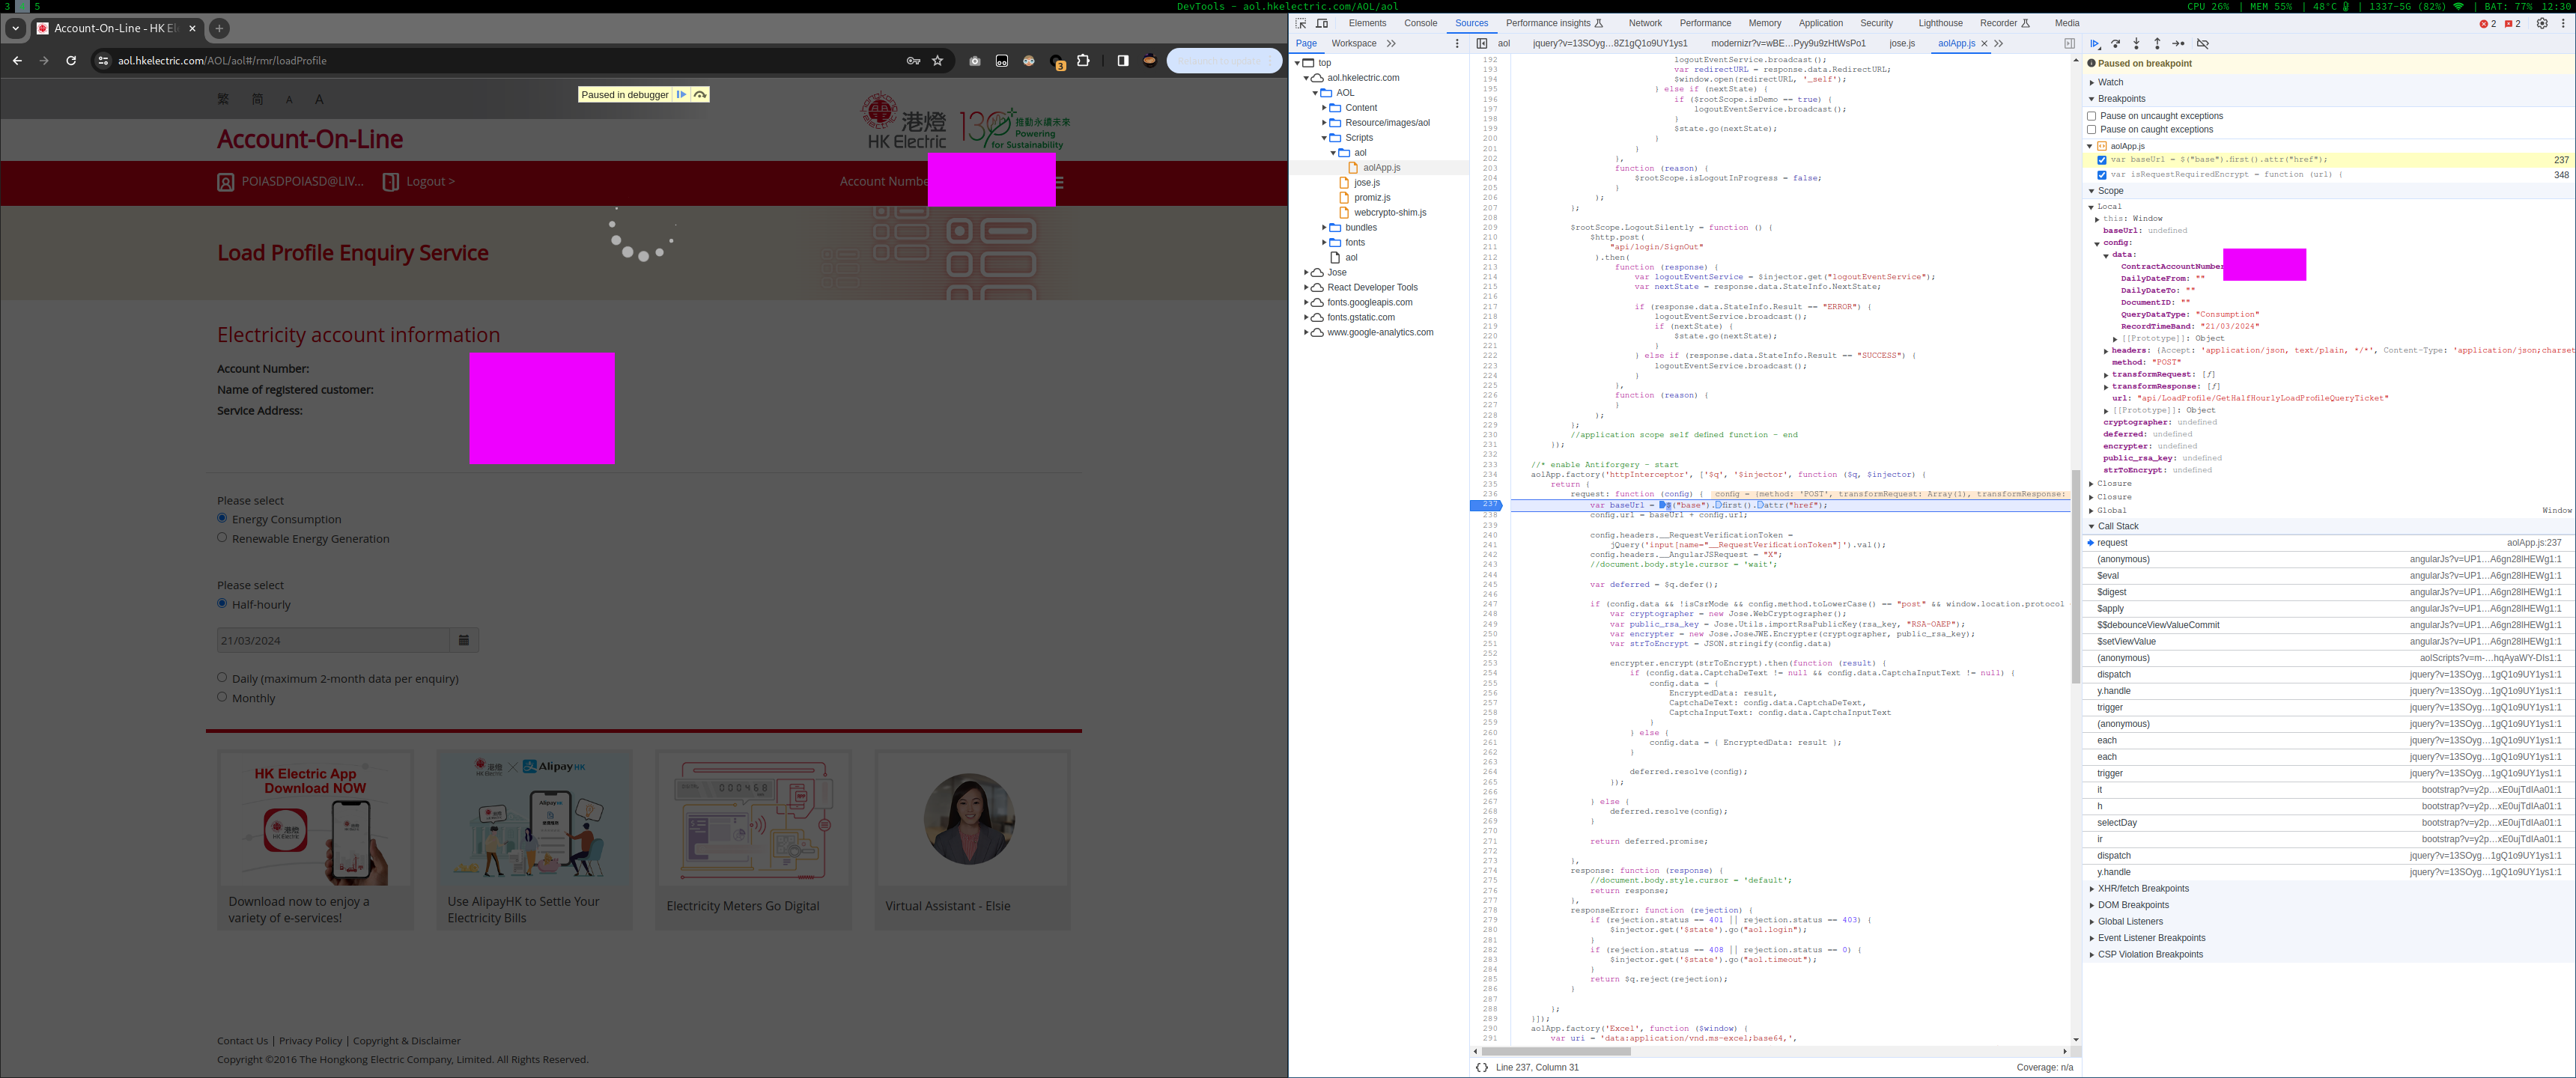 3 4 5
DevTools - aol.hkelectric.com/AOL/aol
CPU 26% | MEM 55% | 48°C | 1337-5G (82%) | BAT: 77% 12:30
Account-On-Line - HK El
aol.hkelectric.com/AOL/aol#/rmr/loadProfile
3
Paused in debugger
繁 简 A A
港燈
HK Electric
130
推動永續未來
Powering
for Sustainability
Account-On-Line
POIASDPOIASD@LIV...
Logout >
Account Numbe
Load Profile Enquiry Service
Electricity account information
Account Number:
Name of registered customer:
Service Address:
Please select
Energy Consumption
Renewable Energy Generation
Please select
Half-hourly
21/03/2024
Daily (maximum 2-month data per enquiry)
Monthly
HK Electric App
Download NOW
港燈
港燈 × Alipay HK
000468
Download now to enjoy a
variety of e-services!
Use AlipayHK to Settle Your
Electricity Bills
Electricity Meters Go Digital
Virtual Assistant - Elsie
Contact Us | Privacy Policy | Copyright & Disclaimer
Copyright ©2016 The Hongkong Electric Company, Limited. All Rights Reserved.
Elements Console Sources Performance insights Network Performance Memory Application Security Lighthouse Recorder Media
2 2
Page Workspace
top
aol.hkelectric.com
AOL
Content
Resource/images/aol
Scripts
aol
aolApp.js
jose.js
promiz.js
webcrypto-shim.js
bundles
fonts
aol
Jose
React Developer Tools
fonts.googleapis.com
fonts.gstatic.com
www.google-analytics.com
aol jquery?v=13SOyg...8Z1gQ1o9UY1ys1 modernizr?v=wBE...Pyy9u9zHtWsPo1 jose.js aolApp.js
192 logoutEventService.broadcast();
193 var redirectURL = response.data.RedirectURL;
194 $window.open(redirectURL, '_self');
195 } else if (nextState) {
196 if ($rootScope.isDemo == true) {
197 logoutEventService.broadcast();
198 }
199 $state.go(nextState);
200 }
201 }
202 },
203 function (reason) {
204 $rootScope.isLogoutInProgress = false;
205 }
206 );
207 };
208
209 $rootScope.LogoutSilently = function () {
210 $http.post(
211 "api/login/SignOut"
212 ).then(
213 function (response) {
214 var logoutEventService = $injector.get("logoutEventService");
215 var nextState = response.data.StateInfo.NextState;
216
217 if (response.data.StateInfo.Result == "ERROR") {
218 logoutEventService.broadcast();
219 if (nextState) {
220 $state.go(nextState);
221 }
222 } else if (response.data.StateInfo.Result == "SUCCESS") {
223 logoutEventService.broadcast();
224 }
225 },
226 function (reason) {
227 }
228 );
229 };
230 //application scope self defined function - end
231 });
232
233 //* enable Antiforgery - start
234 aolApp.factory('httpInterceptor', ['$q', '$injector', function ($q, $injector) {
235 return {
236 request: function (config) { config = {method: 'POST', transformRequest: Array(1), transformResponse:
237 var baseUrl = $("base").first().attr("href");
238 config.url = baseUrl + config.url;
239
240 config.headers.__RequestVerificationToken =
241 jQuery('input[name="__RequestVerificationToken"]').val();
242 config.headers.__AngularJSRequest = "X";
243 //document.body.style.cursor = 'wait';
244
245 var deferred = $q.defer();
246
247 if (config.data && !isCsrMode && config.method.toLowerCase() == "post" && window.location.protocol
248 var cryptographer = new Jose.WebCryptographer();
249 var public_rsa_key = Jose.Utils.importRsaPublicKey(rsa_key, "RSA-OAEP");
250 var encrypter = new Jose.JoseJWE.Encrypter(cryptographer, public_rsa_key);
251 var strToEncrypt = JSON.stringify(config.data)
252
253 encrypter.encrypt(strToEncrypt).then(function (result) {
254 if (config.data.CaptchaDeText != null && config.data.CaptchaInputText != null) {
255 config.data = {
256 EncryptedData: result,
257 CaptchaDeText: config.data.CaptchaDeText,
258 CaptchaInputText: config.data.CaptchaInputText
259 }
260 } else {
261 config.data = { EncryptedData: result };
262 }
263
264 deferred.resolve(config);
265 });
266
267 } else {
268 deferred.resolve(config);
269 }
270
271 return deferred.promise;
272
273 },
274 response: function (response) {
275 //document.body.style.cursor = 'default';
276 return response;
277 },
278 responseError: function (rejection) {
279 if (rejection.status == 401 || rejection.status == 403) {
280 $injector.get('$state').go("aol.login");
281 }
282 if (rejection.status == 408 || rejection.status == 0) {
283 $injector.get('$state').go("aol.timeout");
284 }
285 return $q.reject(rejection);
286 }
287
288 };
289 }]);
290 aolApp.factory('Excel', function ($window) {
291 var uri = 'data:application/vnd.ms-excel;base64,',
{ } Line 237, Column 31
Coverage: n/a
Paused on breakpoint
Watch
Breakpoints
Pause on uncaught exceptions
Pause on caught exceptions
aolApp.js
var baseUrl = $("base").first().attr("href"); 237
var isRequestRequiredEncrypt = function (url) { 348
Scope
Local
this: Window
baseUrl: undefined
config:
data:
ContractAccountNumber
DailyDateFrom: ""
DailyDateTo: ""
DocumentID: ""
QueryDataType: "Consumption"
RecordTimeBand: "21/03/2024"
[[Prototype]]: Object
headers: {Accept: 'application/json, text/plain, */*', Content-Type: 'application/json;charset
method: "POST"
transformRequest: [ƒ]
transformResponse: [ƒ]
url: "api/LoadProfile/GetHalfHourlyLoadProfileQueryTicket"
[[Prototype]]: Object
cryptographer: undefined
deferred: undefined
encrypter: undefined
public_rsa_key: undefined
strToEncrypt: undefined
Closure
Closure
Global Window
Call Stack
request aolApp.js:237
(anonymous) angularJs?v=UP1...A6gn28lHEWg1:1
$eval angularJs?v=UP1...A6gn28lHEWg1:1
$digest angularJs?v=UP1...A6gn28lHEWg1:1
$apply angularJs?v=UP1...A6gn28lHEWg1:1
$$debounceViewValueCommit angularJs?v=UP1...A6gn28lHEWg1:1
$setViewValue angularJs?v=UP1...A6gn28lHEWg1:1
(anonymous) aolScripts?v=m-...hqAyaWY-DIs1:1
dispatch jquery?v=13SOyg...1gQ1o9UY1ys1:1
y.handle jquery?v=13SOyg...1gQ1o9UY1ys1:1
trigger jquery?v=13SOyg...1gQ1o9UY1ys1:1
(anonymous) jquery?v=13SOyg...1gQ1o9UY1ys1:1
each jquery?v=13SOyg...1gQ1o9UY1ys1:1
each jquery?v=13SOyg...1gQ1o9UY1ys1:1
trigger jquery?v=13SOyg...1gQ1o9UY1ys1:1
it bootstrap?v=y2p...xE0ujTdIAa01:1
h bootstrap?v=y2p...xE0ujTdIAa01:1
selectDay bootstrap?v=y2p...xE0ujTdIAa01:1
ir bootstrap?v=y2p...xE0ujTdIAa01:1
dispatch jquery?v=13SOyg...1gQ1o9UY1ys1:1
y.handle jquery?v=13SOyg...1gQ1o9UY1ys1:1
XHR/fetch Breakpoints
DOM Breakpoints
Global Listeners
Event Listener Breakpoints
CSP Violation Breakpoints